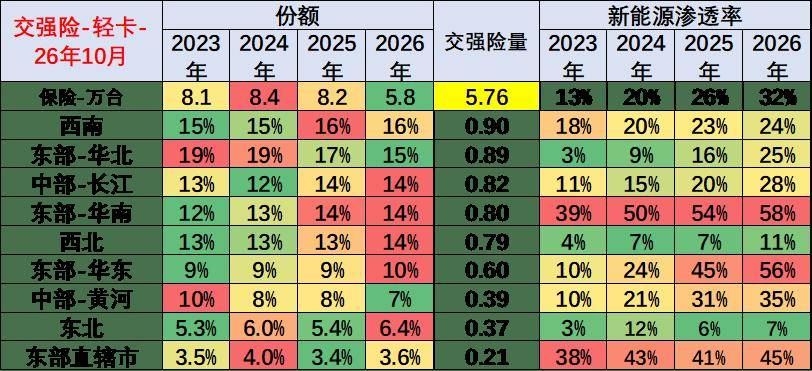 交强险-轻卡-26年10月 份额 交强险量 新能源渗透率
2023年 2024年 2025年 2026年 2023年 2024年 2025年 2026年
保险-万台 8.1 8.4 8.2 5.8 5.76 13% 20% 26% 32%
西南 15% 15% 16% 16% 0.90 18% 20% 23% 24%
东部-华北 19% 19% 17% 15% 0.89 3% 9% 16% 25%
中部-长江 13% 12% 14% 14% 0.82 11% 15% 20% 28%
东部-华南 12% 13% 14% 14% 0.80 39% 50% 54% 58%
西北 13% 13% 13% 14% 0.79 4% 7% 7% 11%
东部-华东 9% 9% 9% 10% 0.60 10% 24% 45% 56%
中部-黄河 10% 8% 8% 7% 0.39 10% 21% 31% 35%
东北 5.3% 6.0% 5.4% 6.4% 0.37 3% 12% 6% 7%
东部直辖市 3.5% 4.0% 3.4% 3.6% 0.21 38% 43% 41% 45%